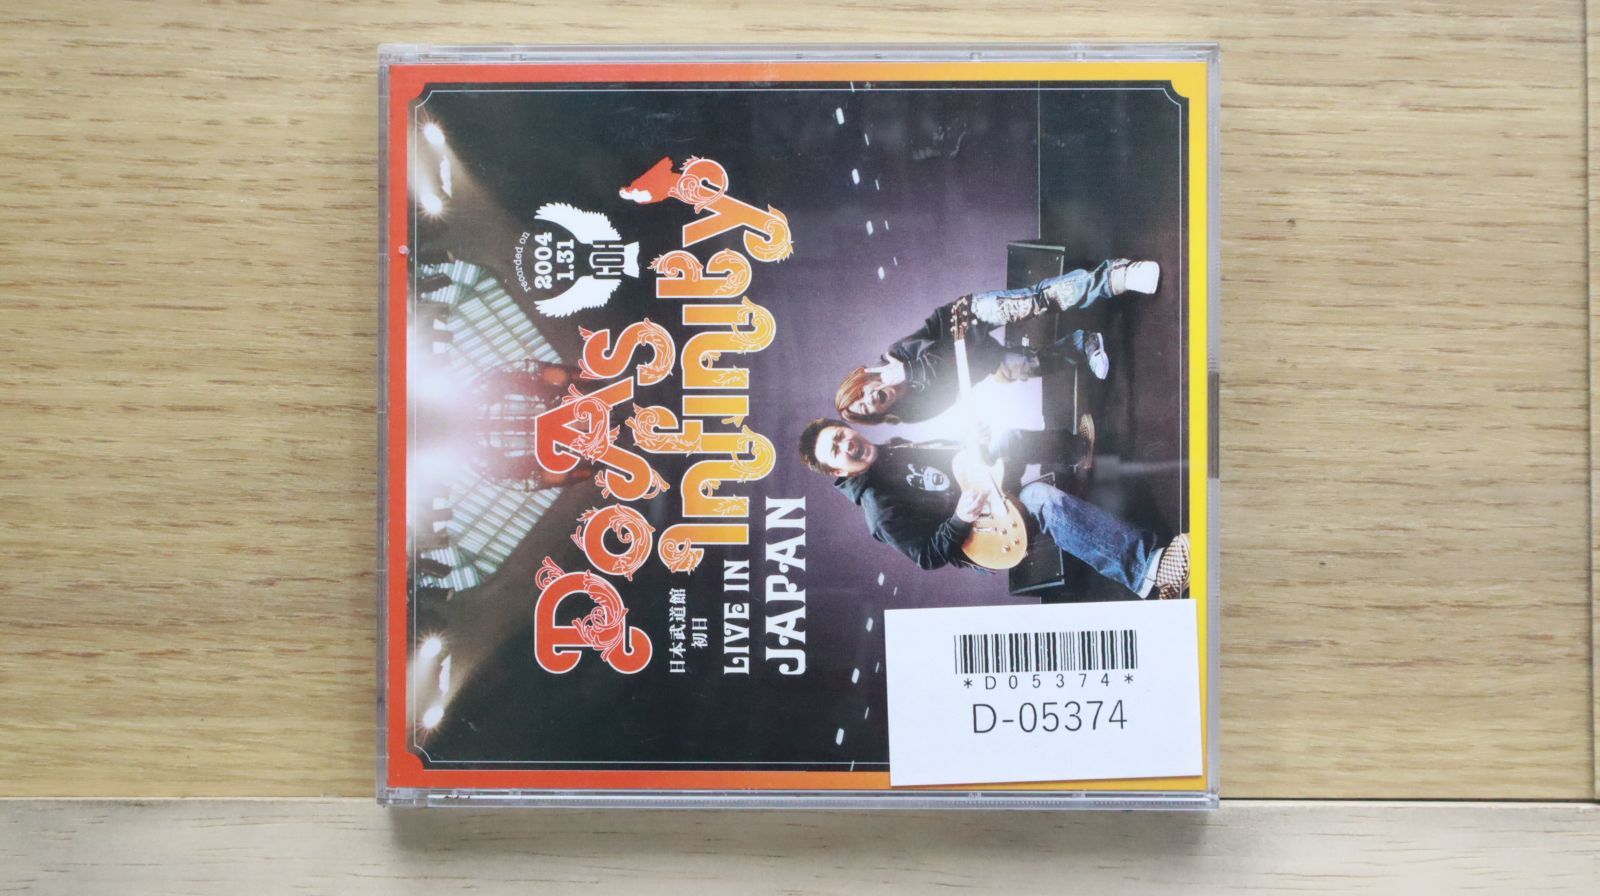 recorded on
2004
1.31
HOH
Do As
Infinity
日本武道館
初日
LIVE IN
JAPAN
*D05374*
D-05374